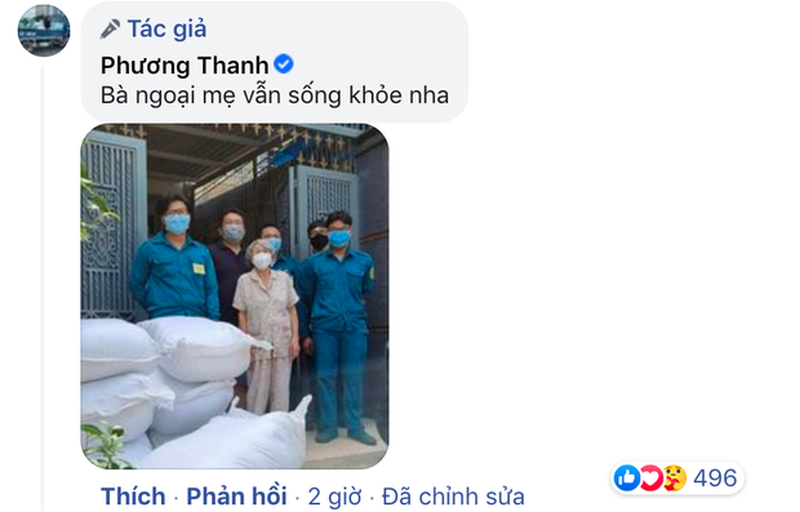 Tác giả
Phương Thanh
Bà ngoại mẹ vẫn sống khỏe nha
Thích · Phản hồi · 2 giờ · Đã chỉnh sửa
496